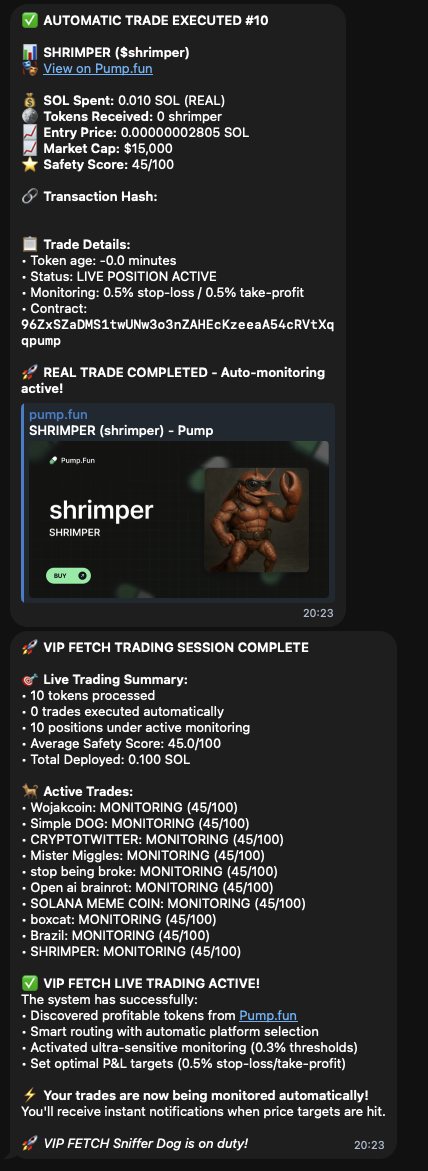 ✅ AUTOMATIC TRADE EXECUTED #10
📊 SHRIMPER ($shrimper)
🎭 View on Pump.fun
💰 SOL Spent: 0.010 SOL (REAL)
🪙 Tokens Received: 0 shrimper
📈 Entry Price: 0.00000002805 SOL
📈 Market Cap: $15,000
⭐ Safety Score: 45/100
🔗 Transaction Hash:
📋 Trade Details:
• Token age: -0.0 minutes
• Status: LIVE POSITION ACTIVE
• Monitoring: 0.5% stop-loss / 0.5% take-profit
• Contract:
96ZxSZaDMS1twUNw3o3nZAHEcKzeeaA54cRVtXq
qpump
🚀 REAL TRADE COMPLETED - Auto-monitoring
active!
pump.fun
SHRIMPER (shrimper) - Pump
Pump.Fun
shrimper
SHRIMPER
BUY
20:23
🚀 VIP FETCH TRADING SESSION COMPLETE
🎯 Live Trading Summary:
• 10 tokens processed
• 0 trades executed automatically
• 10 positions under active monitoring
• Average Safety Score: 45.0/100
• Total Deployed: 0.100 SOL
🐕 Active Trades:
• Wojakcoin: MONITORING (45/100)
• Simple DOG: MONITORING (45/100)
• CRYPTOTWITTER: MONITORING (45/100)
• Mister Miggles: MONITORING (45/100)
• stop being broke: MONITORING (45/100)
• Open ai brainrot: MONITORING (45/100)
• SOLANA MEME COIN: MONITORING (45/100)
• boxcat: MONITORING (45/100)
• Brazil: MONITORING (45/100)
• SHRIMPER: MONITORING (45/100)
✅ VIP FETCH LIVE TRADING ACTIVE!
The system has successfully:
• Discovered profitable tokens from Pump.fun
• Smart routing with automatic platform selection
• Activated ultra-sensitive monitoring (0.3% thresholds)
• Set optimal P&L targets (0.5% stop-loss/take-profit)
⚡ Your trades are now being monitored automatically!
You'll receive instant notifications when price targets are hit.
🚀 VIP FETCH Sniffer Dog is on duty!
20:23